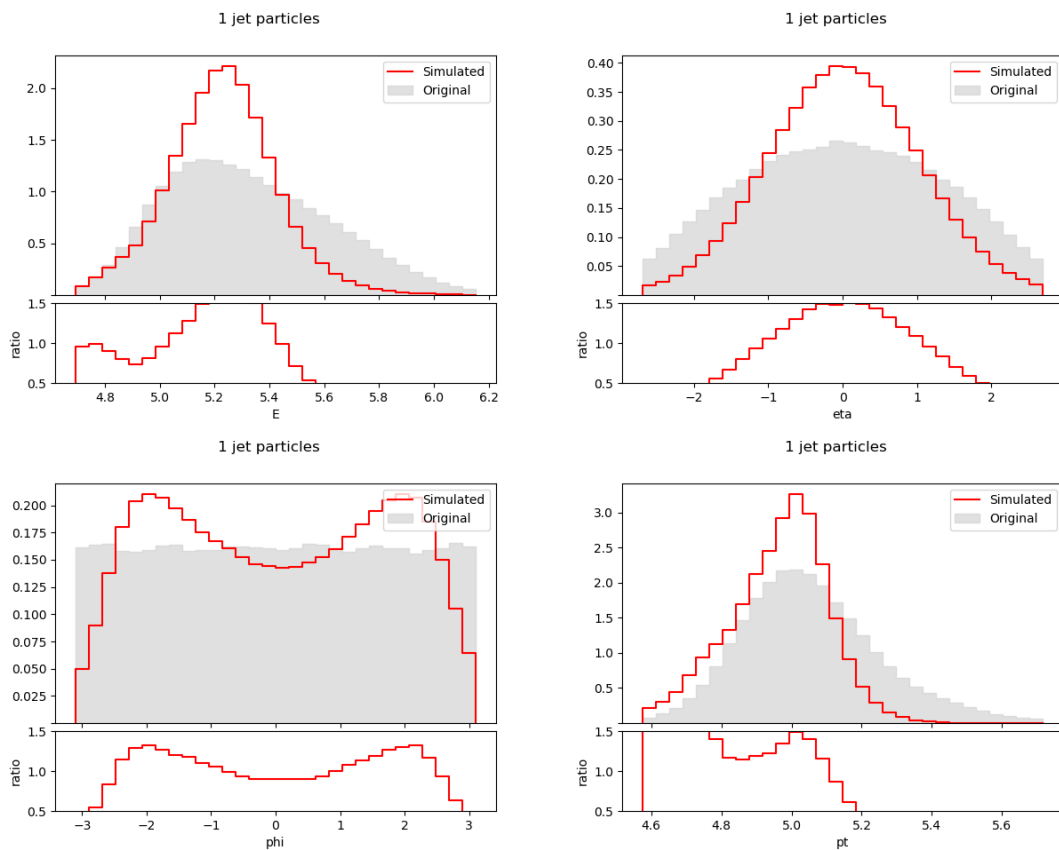 1 jet particles
Simulated
Original
2.0
1.5
1.0
0.5
1.5
1.0
0.5
ratio
4.8 5.0 5.2 5.4 5.6 5.8 6.0 6.2
E
1 jet particles
Simulated
Original
0.40
0.35
0.30
0.25
0.20
0.15
0.10
0.05
1.5
1.0
0.5
ratio
−2 −1 0 1 2
eta
1 jet particles
Simulated
Original
0.200
0.175
0.150
0.125
0.100
0.075
0.050
0.025
1.5
1.0
0.5
ratio
−3 −2 −1 0 1 2 3
phi
1 jet particles
Simulated
Original
3.0
2.5
2.0
1.5
1.0
0.5
1.5
1.0
0.5
ratio
4.6 4.8 5.0 5.2 5.4 5.6
pt